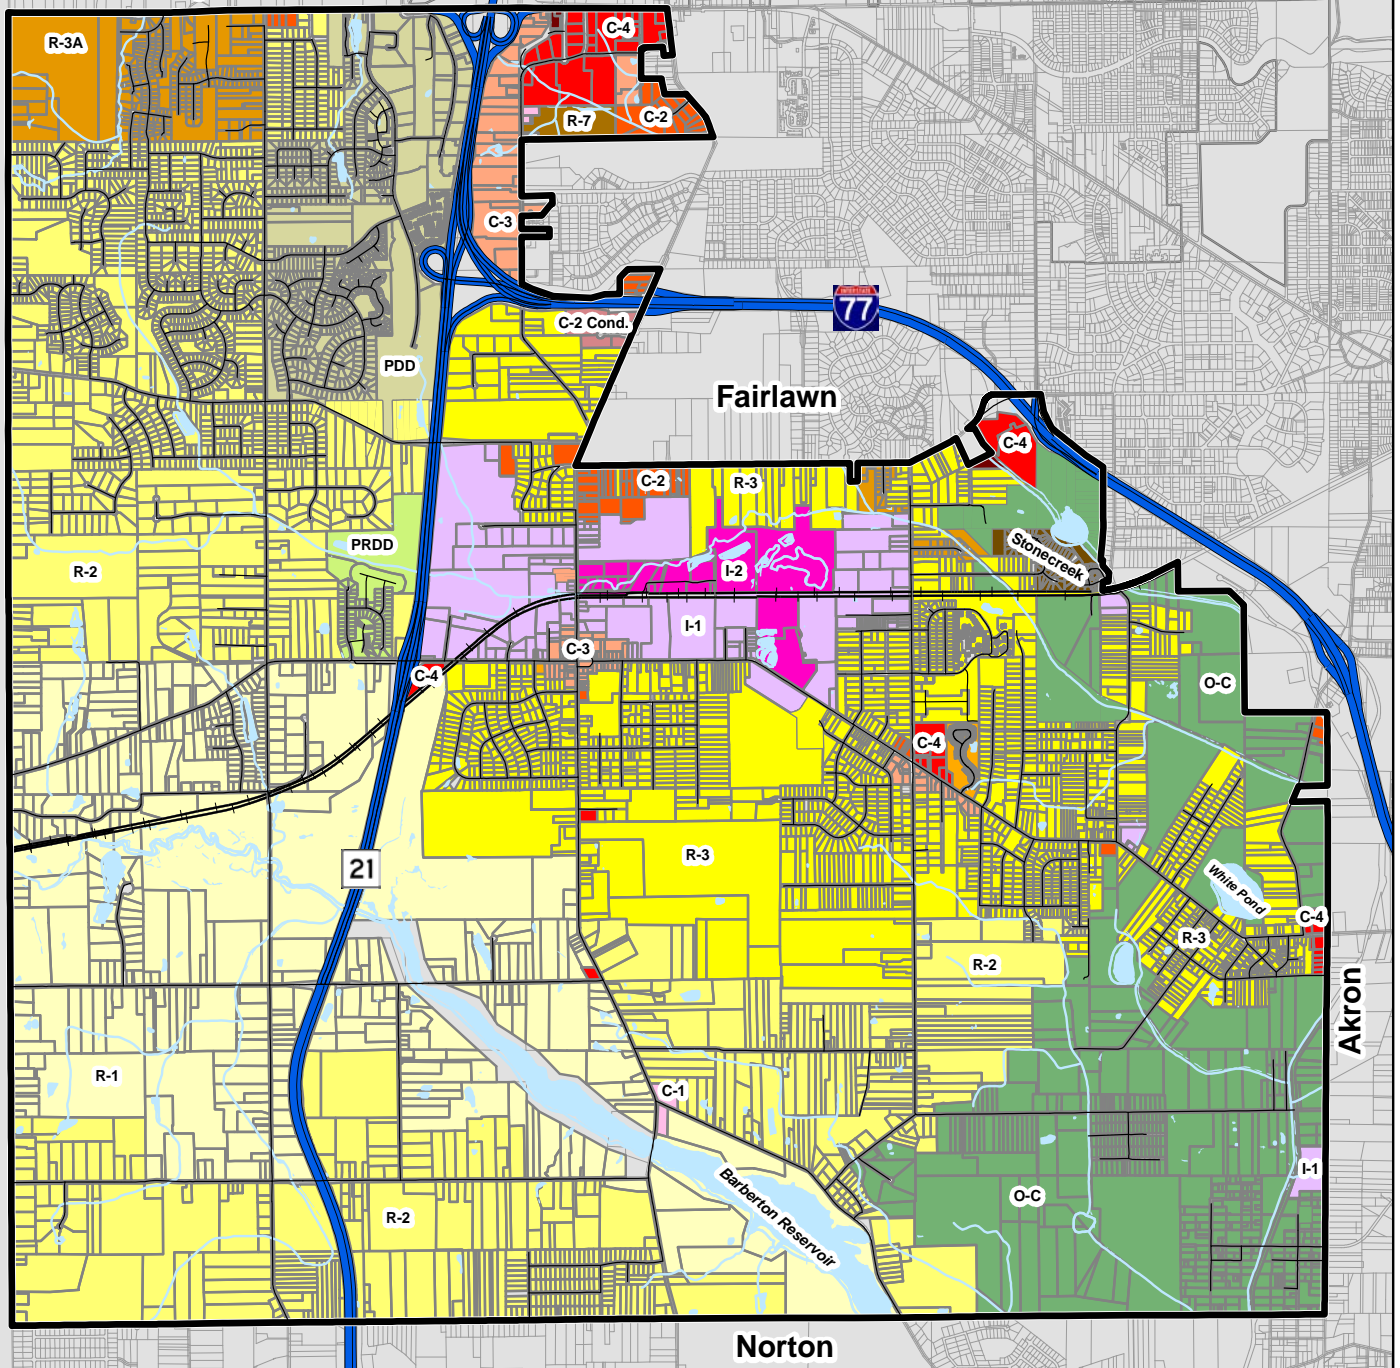 C-4
R-3A
R-7
C-2
C-3
INTERSTATE
77
C-2 Cond.
PDD
Fairlawn
C-4
C-2
R-3
PRDD
Stonecreek
R-2
I-2
I-1
C-3
C-4
O-C
C-4
R-3
21
White Pond
C-4
R-3
R-2
Akron
R-1
C-1
I-1
Barberton Reservoir
O-C
R-2
Norton